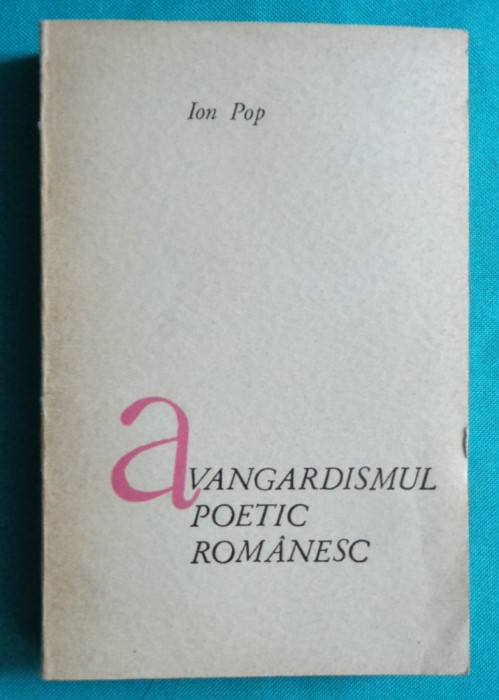 Ion Pop
aVANGARDISMUL
POETIC
ROMÂNESC